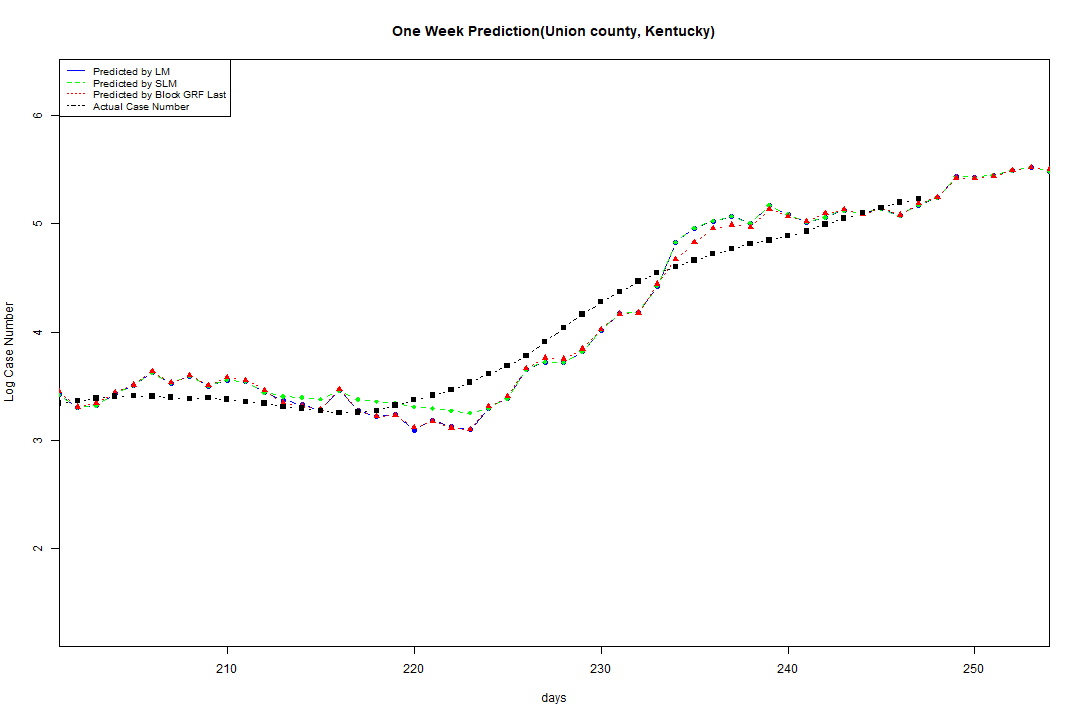 One Week Prediction(Union county, Kentucky)
Predicted by LM
Predicted by SLM
Predicted by Block GRF Last
Actual Case Number
6
5
4
3
2
Log Case Number
210 220 230 240 250
days